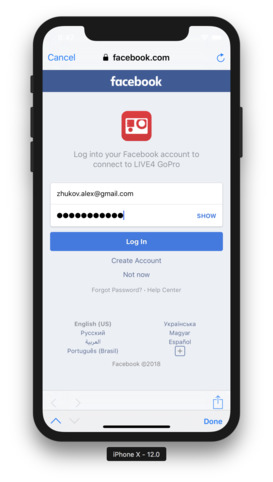 Cancel
facebook.com
facebook
Log into your Facebook account to
connect to LIVE4 GoPro
zhukov.alex@gmail.com
●●●●●●●●●●●
SHOW
Log In
Create Account
Not now
Forgot Password? · Help Center
English (US)
Українська
Русский
Magyar
العربية
Español
Português (Brasil)
Facebook ©2018
Done
iPhone X - 12.0